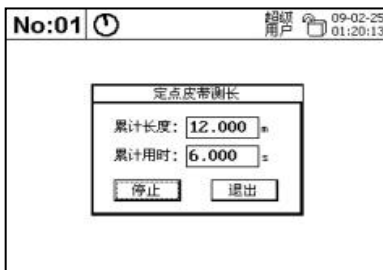 No:01 超级用户 09-02-25
01:20:13
定点皮带测长
累计长度: 12.000 m
累计用时: 6.000 s
停止 退出